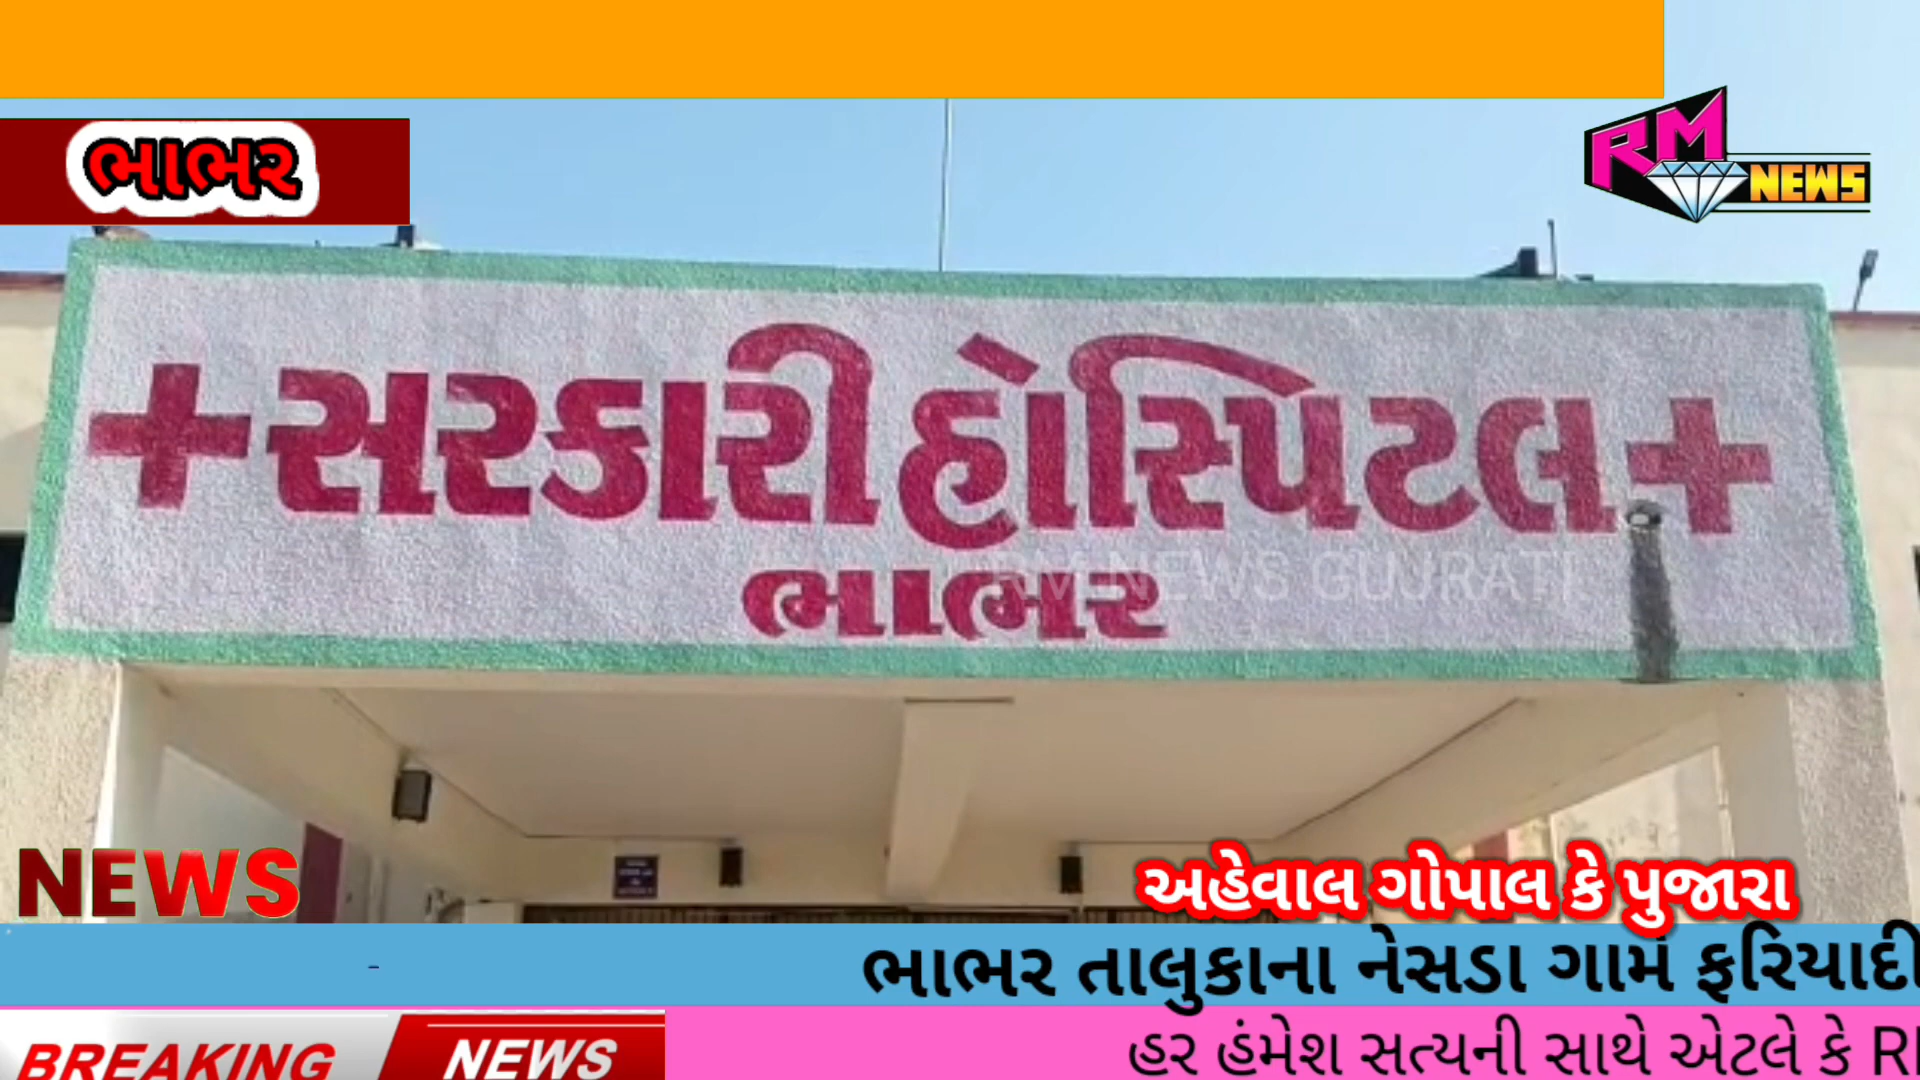 ભાભર
RM NEWS
+સરકારી હોસ્પિટલ+
ભાભર
RM NEWS GUJRATI
NEWS
અહેવાલ ગોપાલ કે પુજારા
ભાભર તાલુકાના નેસડા ગામે ફરિયાદી
BREAKING NEWS
હર હંમેશ સત્યની સાથે એટલે કે